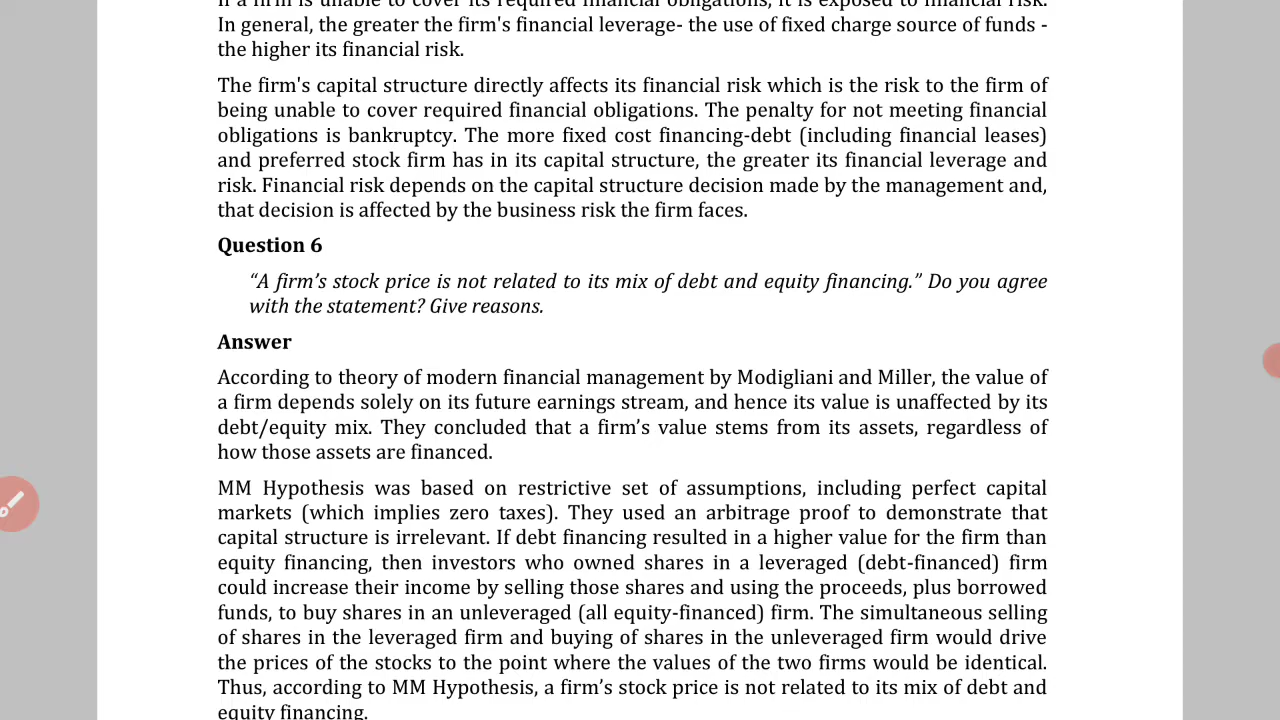 If a firm is unable to cover its required financial obligations, it is exposed to financial risk.
In general, the greater the firm's financial leverage- the use of fixed charge source of funds -
the higher its financial risk.
The firm's capital structure directly affects its financial risk which is the risk to the firm of
being unable to cover required financial obligations. The penalty for not meeting financial
obligations is bankruptcy. The more fixed cost financing-debt (including financial leases)
and preferred stock firm has in its capital structure, the greater its financial leverage and
risk. Financial risk depends on the capital structure decision made by the management and,
that decision is affected by the business risk the firm faces.
Question 6
“A firm’s stock price is not related to its mix of debt and equity financing.” Do you agree
with the statement? Give reasons.
Answer
According to theory of modern financial management by Modigliani and Miller, the value of
a firm depends solely on its future earnings stream, and hence its value is unaffected by its
debt/equity mix. They concluded that a firm’s value stems from its assets, regardless of
how those assets are financed.
MM Hypothesis was based on restrictive set of assumptions, including perfect capital
markets (which implies zero taxes). They used an arbitrage proof to demonstrate that
capital structure is irrelevant. If debt financing resulted in a higher value for the firm than
equity financing, then investors who owned shares in a leveraged (debt-financed) firm
could increase their income by selling those shares and using the proceeds, plus borrowed
funds, to buy shares in an unleveraged (all equity-financed) firm. The simultaneous selling
of shares in the leveraged firm and buying of shares in the unleveraged firm would drive
the prices of the stocks to the point where the values of the two firms would be identical.
Thus, according to MM Hypothesis, a firm’s stock price is not related to its mix of debt and
equity financing.